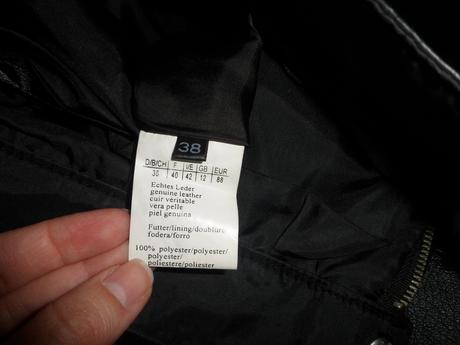 38
D/B/CH F I/E GB EUR
38 40 42 12 88
Echtes Leder
genuine leather
cuir véritable
vera pelle
piel genuina
Futter/lining/doublure
fodera/forro
100% polyester/polyester/
polyester/
poliestere/poliester